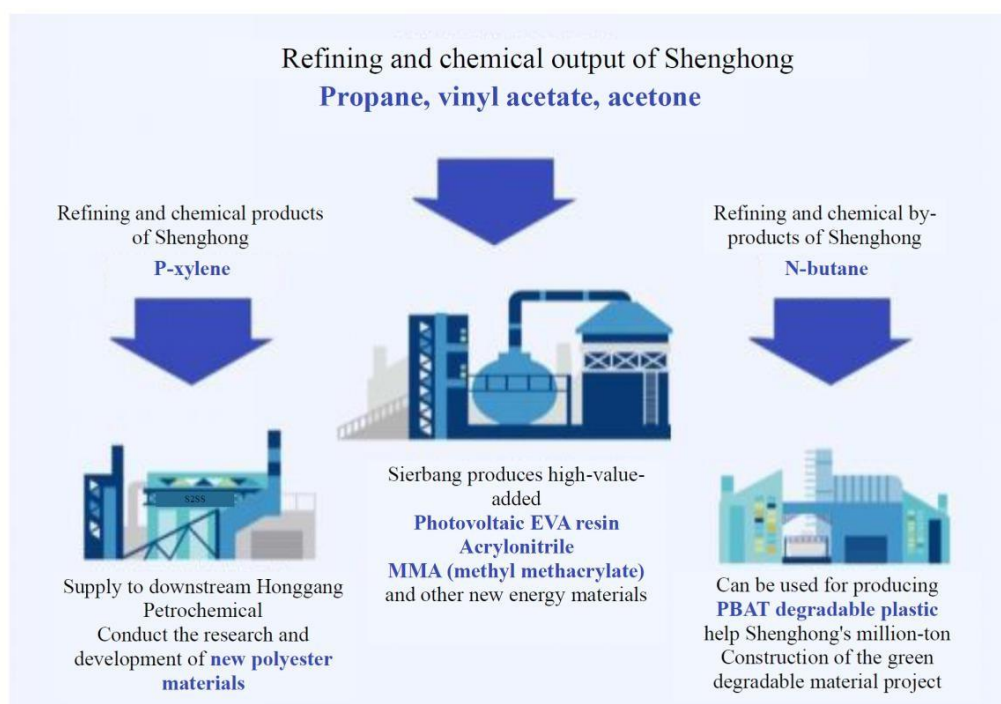 Refining and chemical output of Shenghong
Propane, vinyl acetate, acetone
Refining and chemical products
of Shenghong
P-xylene
Refining and chemical by-
products of Shenghong
N-butane
s2ss
Supply to downstream Honggang
Petrochemical
Conduct the research and
development of new polyester
materials
Sierbang produces high-value-
added
Photovoltaic EVA resin
Acrylonitrile
MMA (methyl methacrylate)
and other new energy materials
Can be used for producing
PBAT degradable plastic
help Shenghong's million-ton
Construction of the green
degradable material project